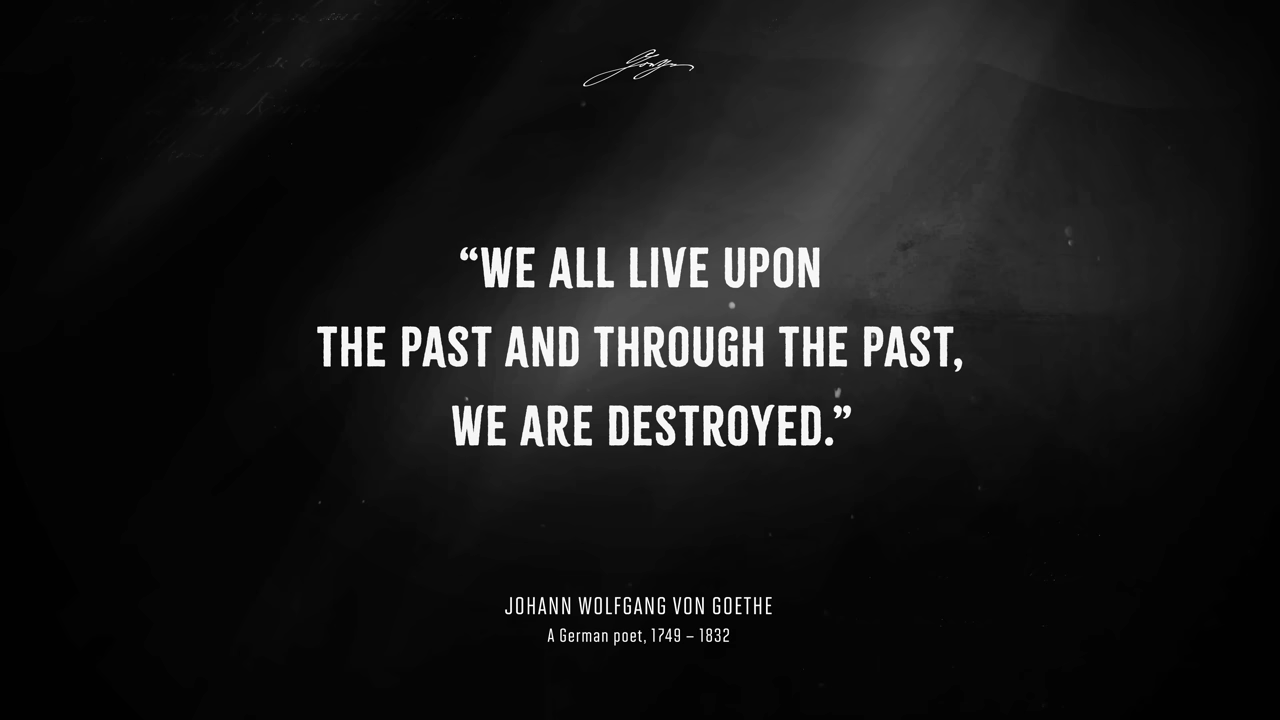 “WE ALL LIVE UPON
THE PAST AND THROUGH THE PAST,
WE ARE DESTROYED.”
JOHANN WOLFGANG VON GOETHE
A German poet, 1749 – 1832